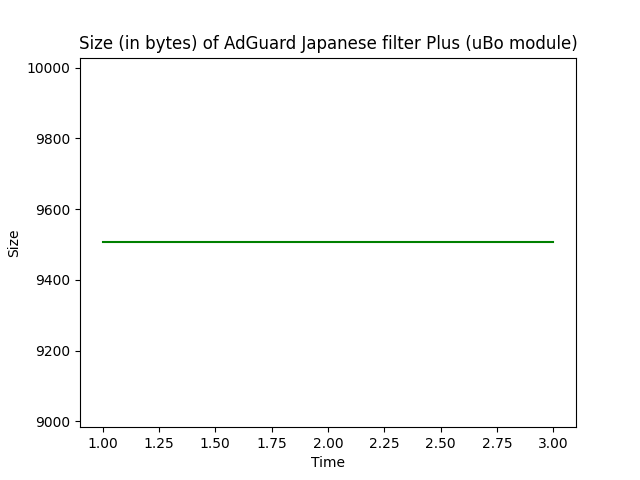 Size (in bytes) of AdGuard Japanese filter Plus (uBo module)
10000
9800
9600
9400
9200
9000
Size
1.00 1.25 1.50 1.75 2.00 2.25 2.50 2.75 3.00
Time